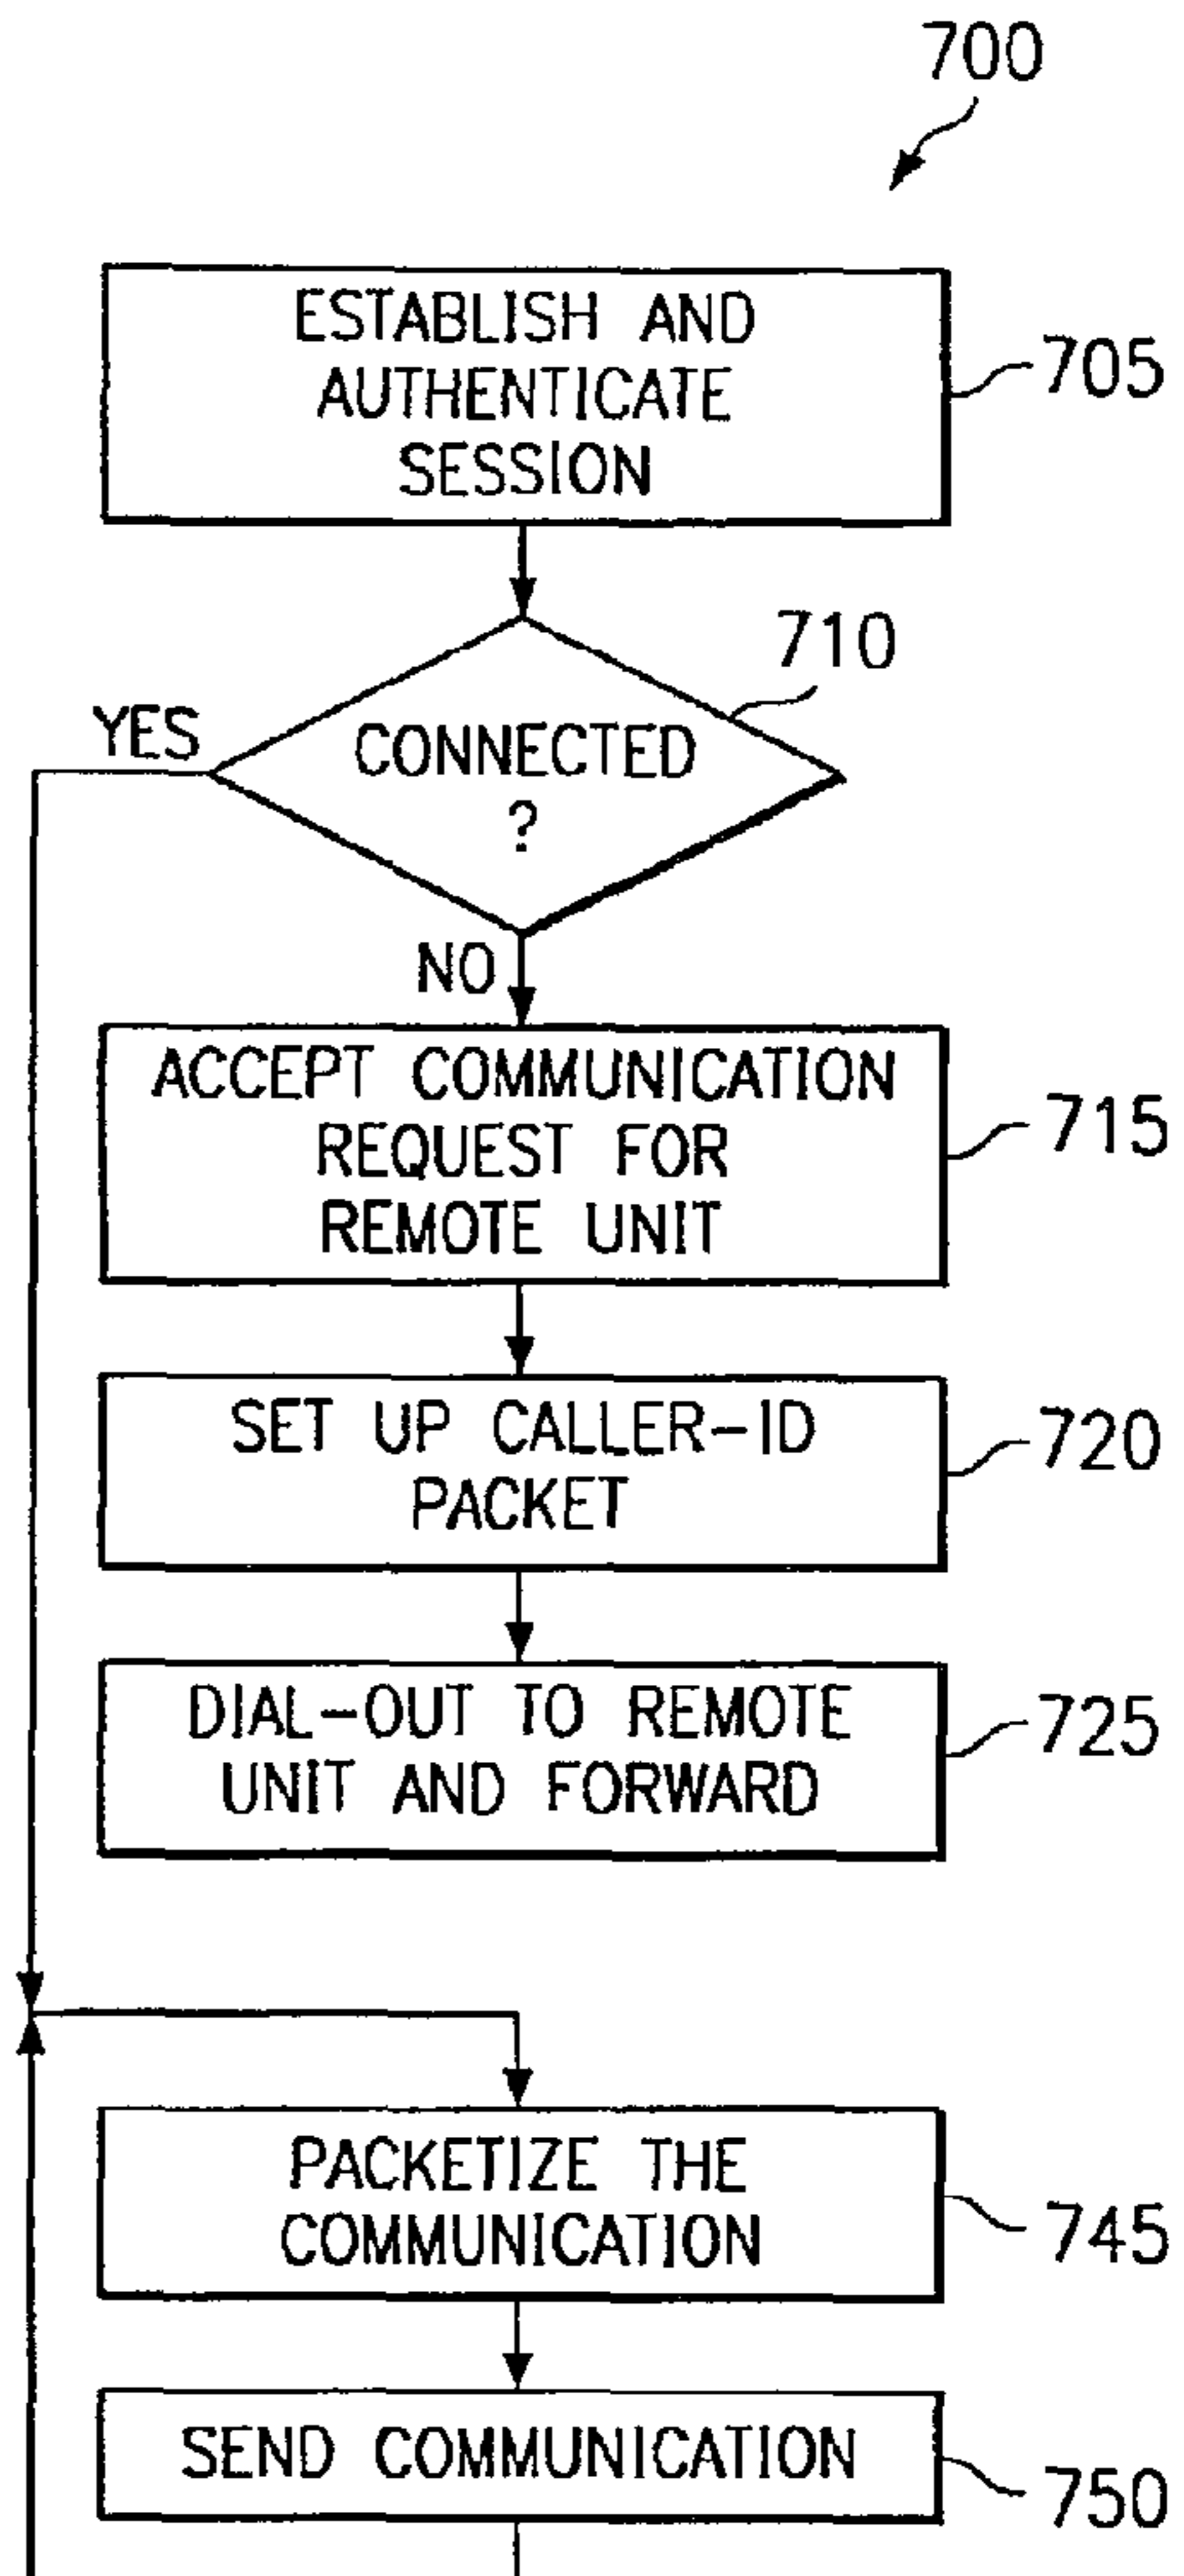 700
ESTABLISH AND
AUTHENTICATE
SESSION
705
710
YES
CONNECTED
?
NO
ACCEPT COMMUNICATION
REQUEST FOR
REMOTE UNIT
715
SET UP CALLER-ID
PACKET
720
DIAL-OUT TO REMOTE
UNIT AND FORWARD
725
PACKETIZE THE
COMMUNICATION
745
SEND COMMUNICATION
750